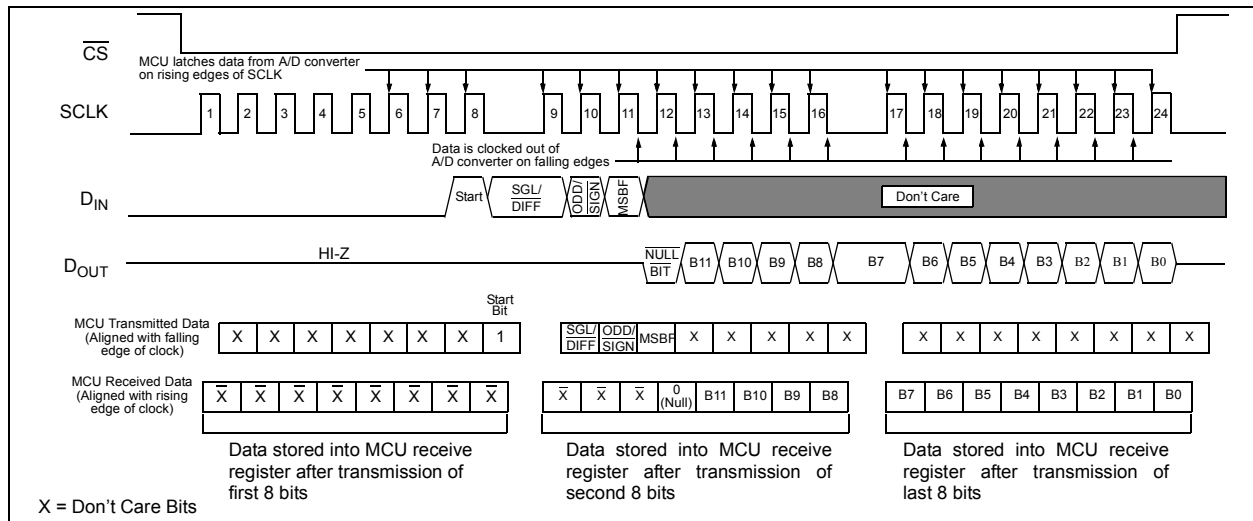 CS
MCU latches data from A/D converter
on rising edges of SCLK
SCLK
1 2 3 4 5 6 7 8 9 10 11 12 13 14 15 16 17 18 19 20 21 22 23 24
Data is clocked out of
A/D converter on falling edges
DIN
Start
SGL/
DIFF
ODD/
SIGN
MSBF
Don't Care
DOUT
HI-Z
NULL
BIT
B11 B10 B9 B8 B7 B6 B5 B4 B3 B2 B1 B0
Start
Bit
MCU Transmitted Data
(Aligned with falling
edge of clock)
X X X X X X X 1
SGL/
DIFF
ODD/
SIGN
MSBF X X X X X
X X X X X X X X
MCU Received Data
(Aligned with rising
edge of clock)
X X X X X X X X
X X X 0
(Null)
B11 B10 B9 B8
B7 B6 B5 B4 B3 B2 B1 B0
Data stored into MCU receive
register after transmission of
first 8 bits
Data stored into MCU receive
register after transmission of
second 8 bits
Data stored into MCU receive
register after transmission of
last 8 bits
X = Don't Care Bits